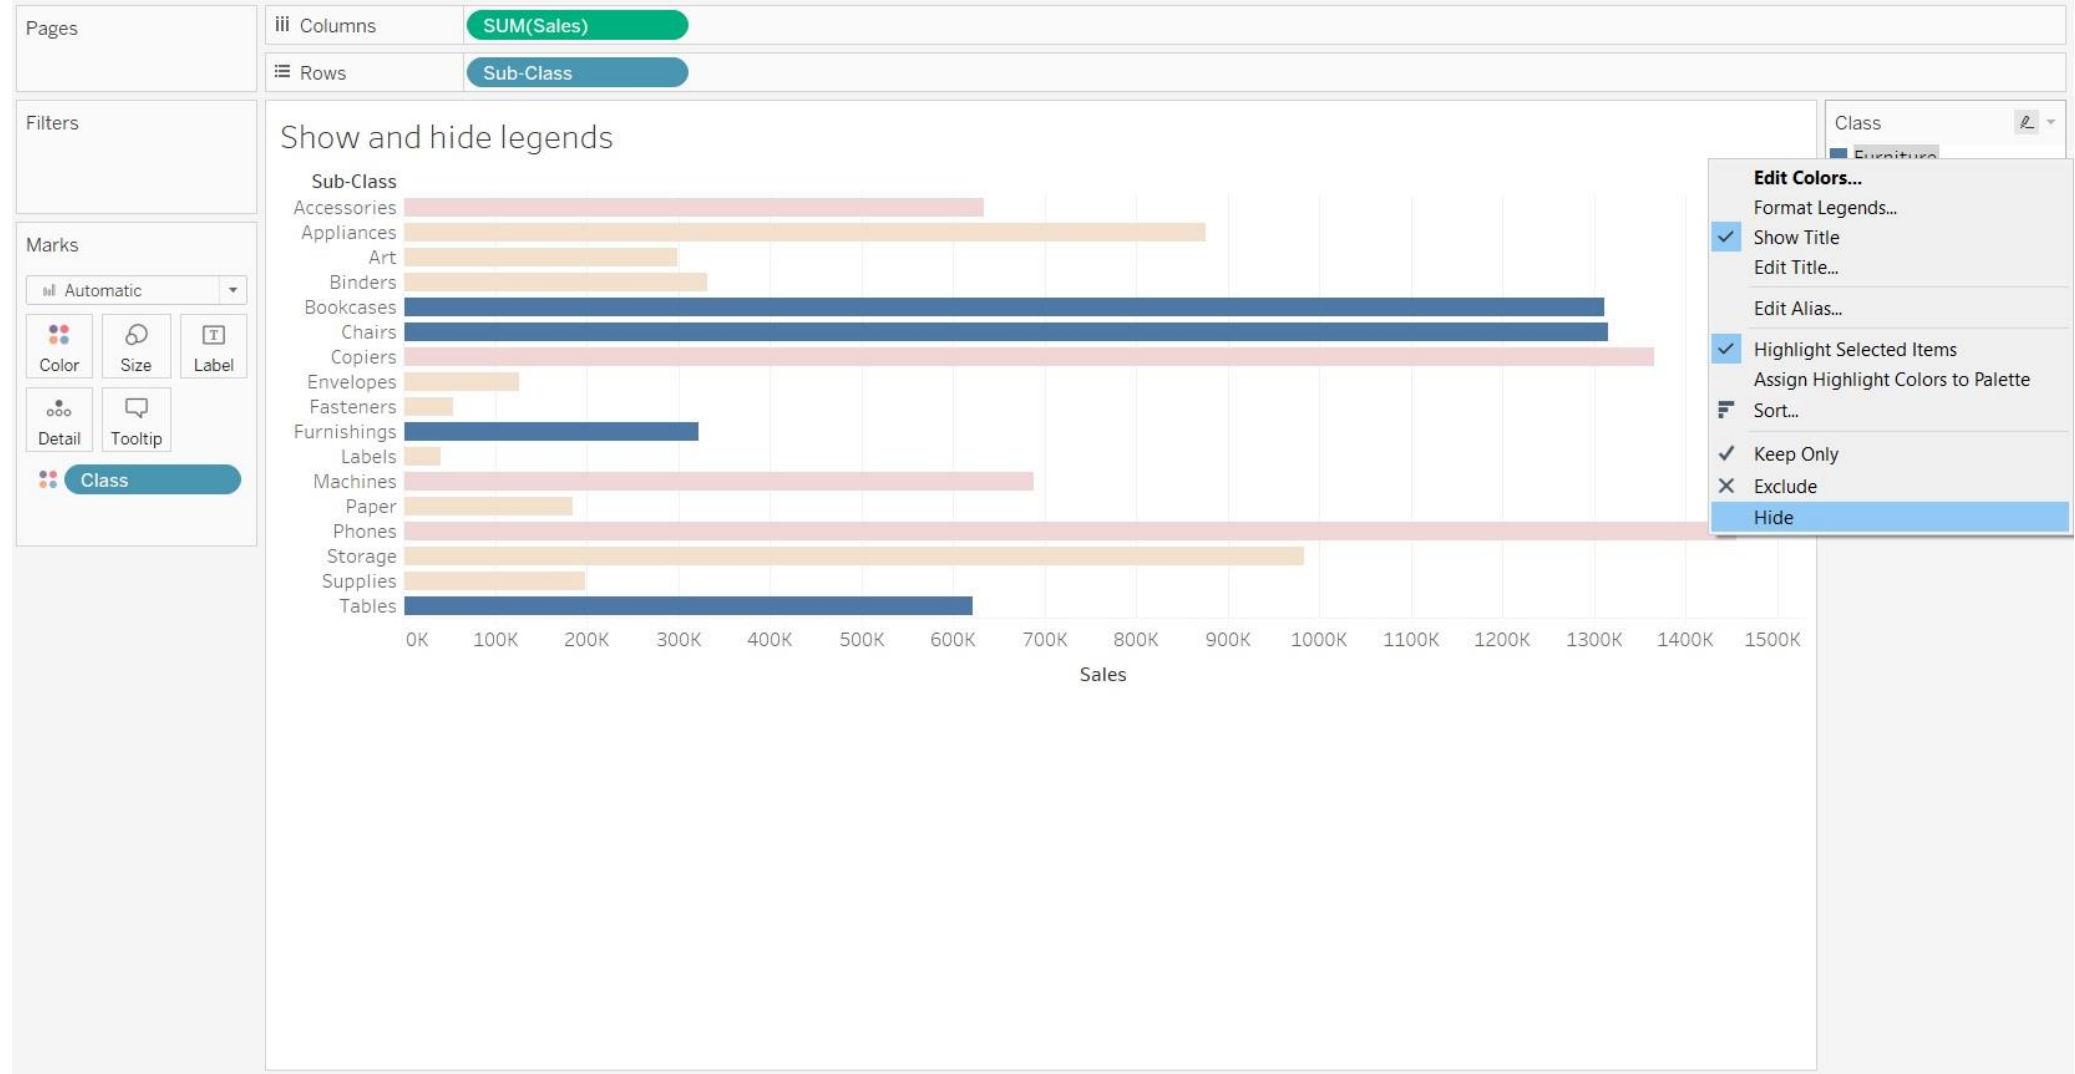 Pages
iii Columns
SUM(Sales)
Rows
Sub-Class
Filters
Marks
Automatic
Color
Size
Label
Detail
Tooltip
Class
Show and hide legends
Sub-Class
Accessories
Appliances
Art
Binders
Bookcases
Chairs
Copiers
Envelopes
Fasteners
Furnishings
Labels
Machines
Paper
Phones
Storage
Supplies
Tables
0K 100K 200K 300K 400K 500K 600K 700K 800K 900K 1000K 1100K 1200K 1300K 1400K 1500K
Sales
Class
Furniture
Edit Colors...
Format Legends...
Show Title
Edit Title...
Edit Alias...
Highlight Selected Items
Assign Highlight Colors to Palette
Sort...
Keep Only
Exclude
Hide